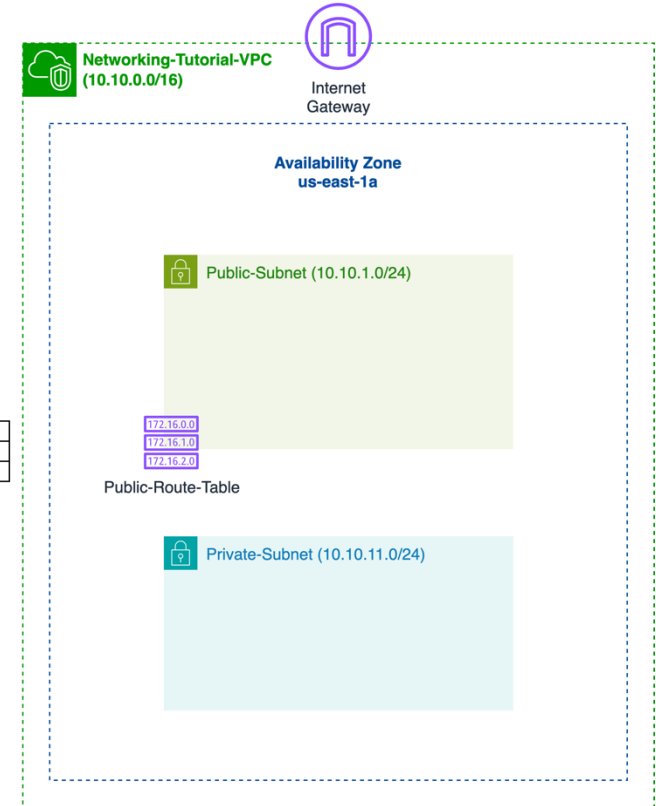 Networking-Tutorial-VPC
(10.10.0.0/16)
Internet
Gateway
Availability Zone
us-east-1a
Public-Subnet (10.10.1.0/24)
172.16.0.0
172.16.1.0
172.16.2.0
Public-Route-Table
Private-Subnet (10.10.11.0/24)